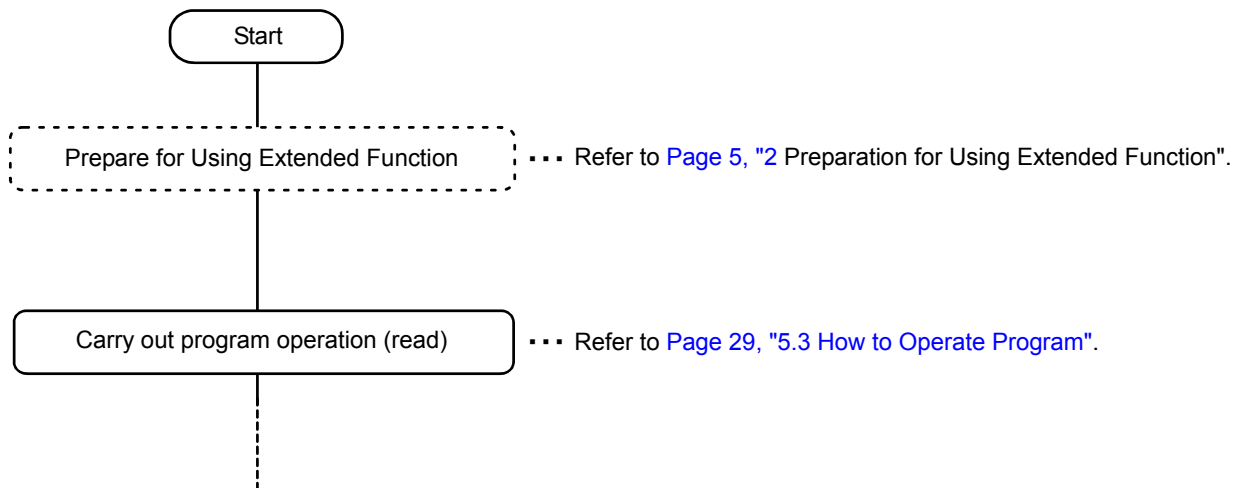 Start
Prepare for Using Extended Function ... Refer to Page 5, "2 Preparation for Using Extended Function".
Carry out program operation (read) ... Refer to Page 29, "5.3 How to Operate Program".